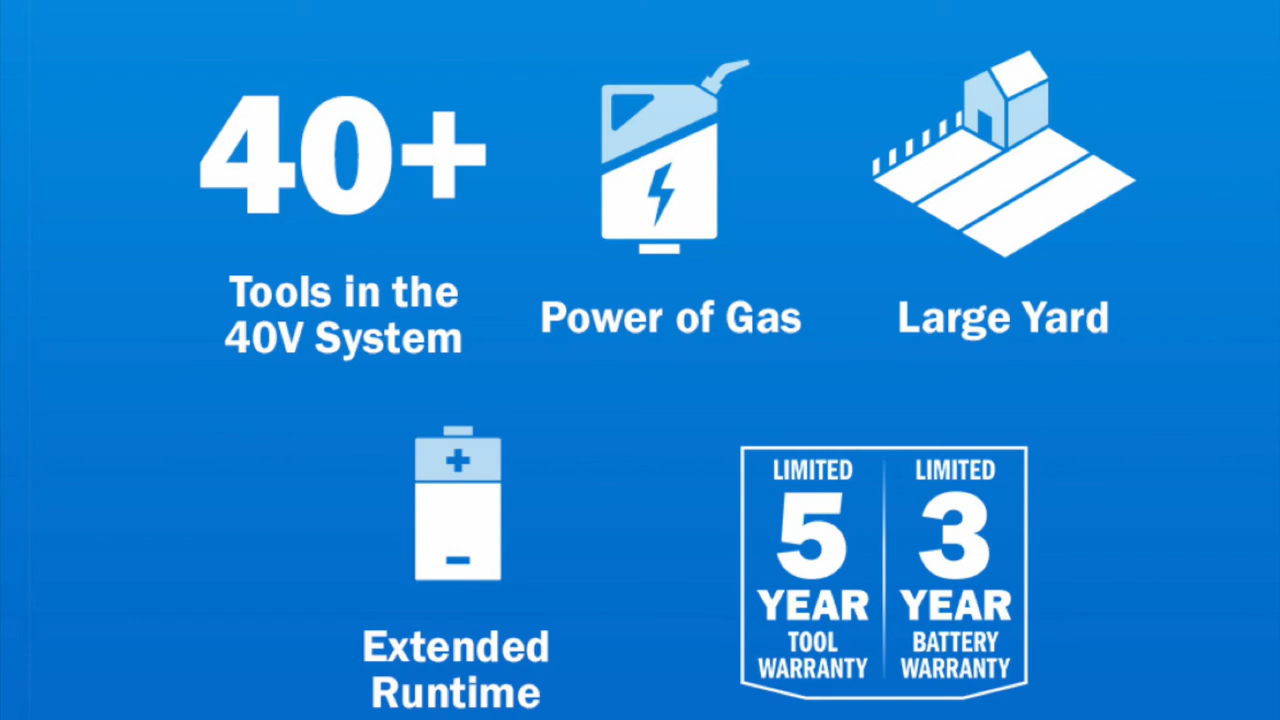 40+
Tools in the
40V System
Power of Gas
Large Yard
+
-
Extended
Runtime
LIMITED
5
YEAR
TOOL
WARRANTY
LIMITED
3
YEAR
BATTERY
WARRANTY